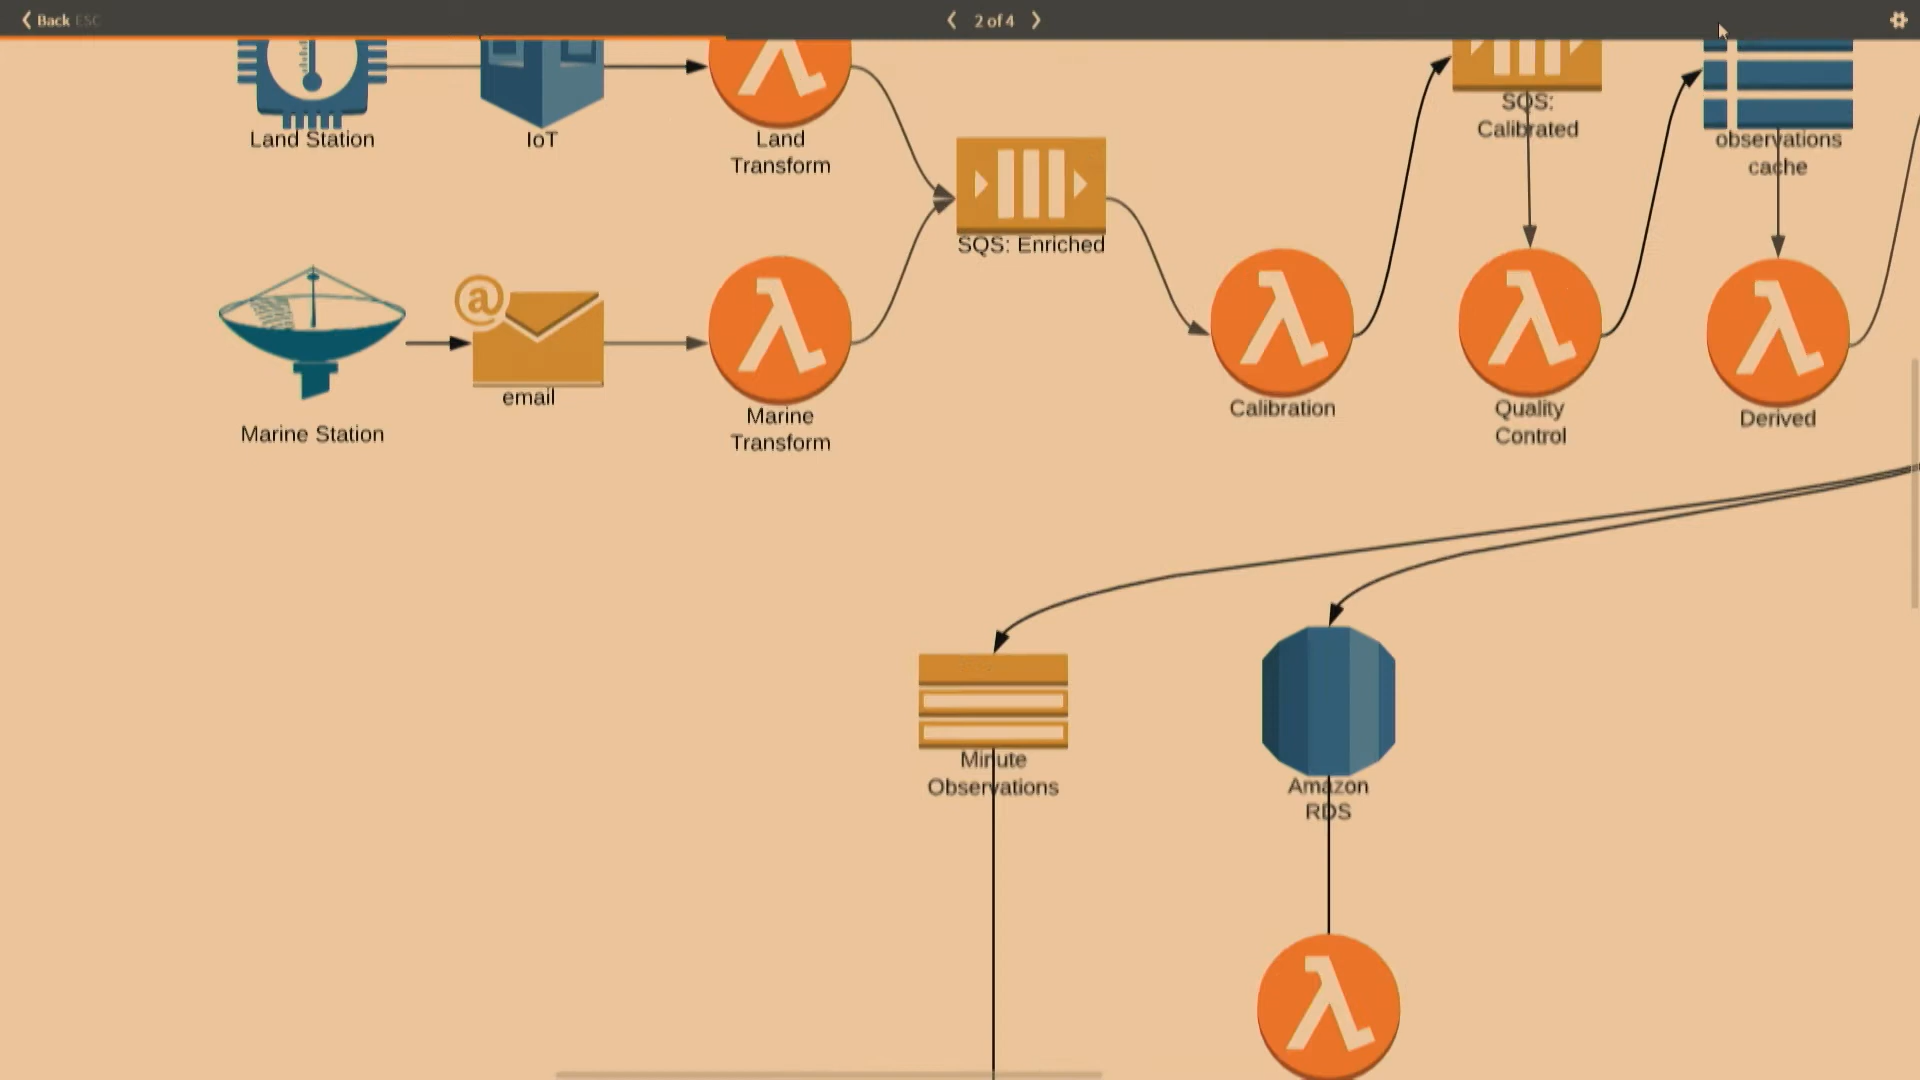 Back ESC
2 of 4
Land Station
IoT
Land
Transform
SQS: Enriched
SQS:
Calibrated
observations
cache
Marine Station
@
email
Marine
Transform
Calibration
Quality
Control
Derived
Minute
Observations
Amazon
RDS